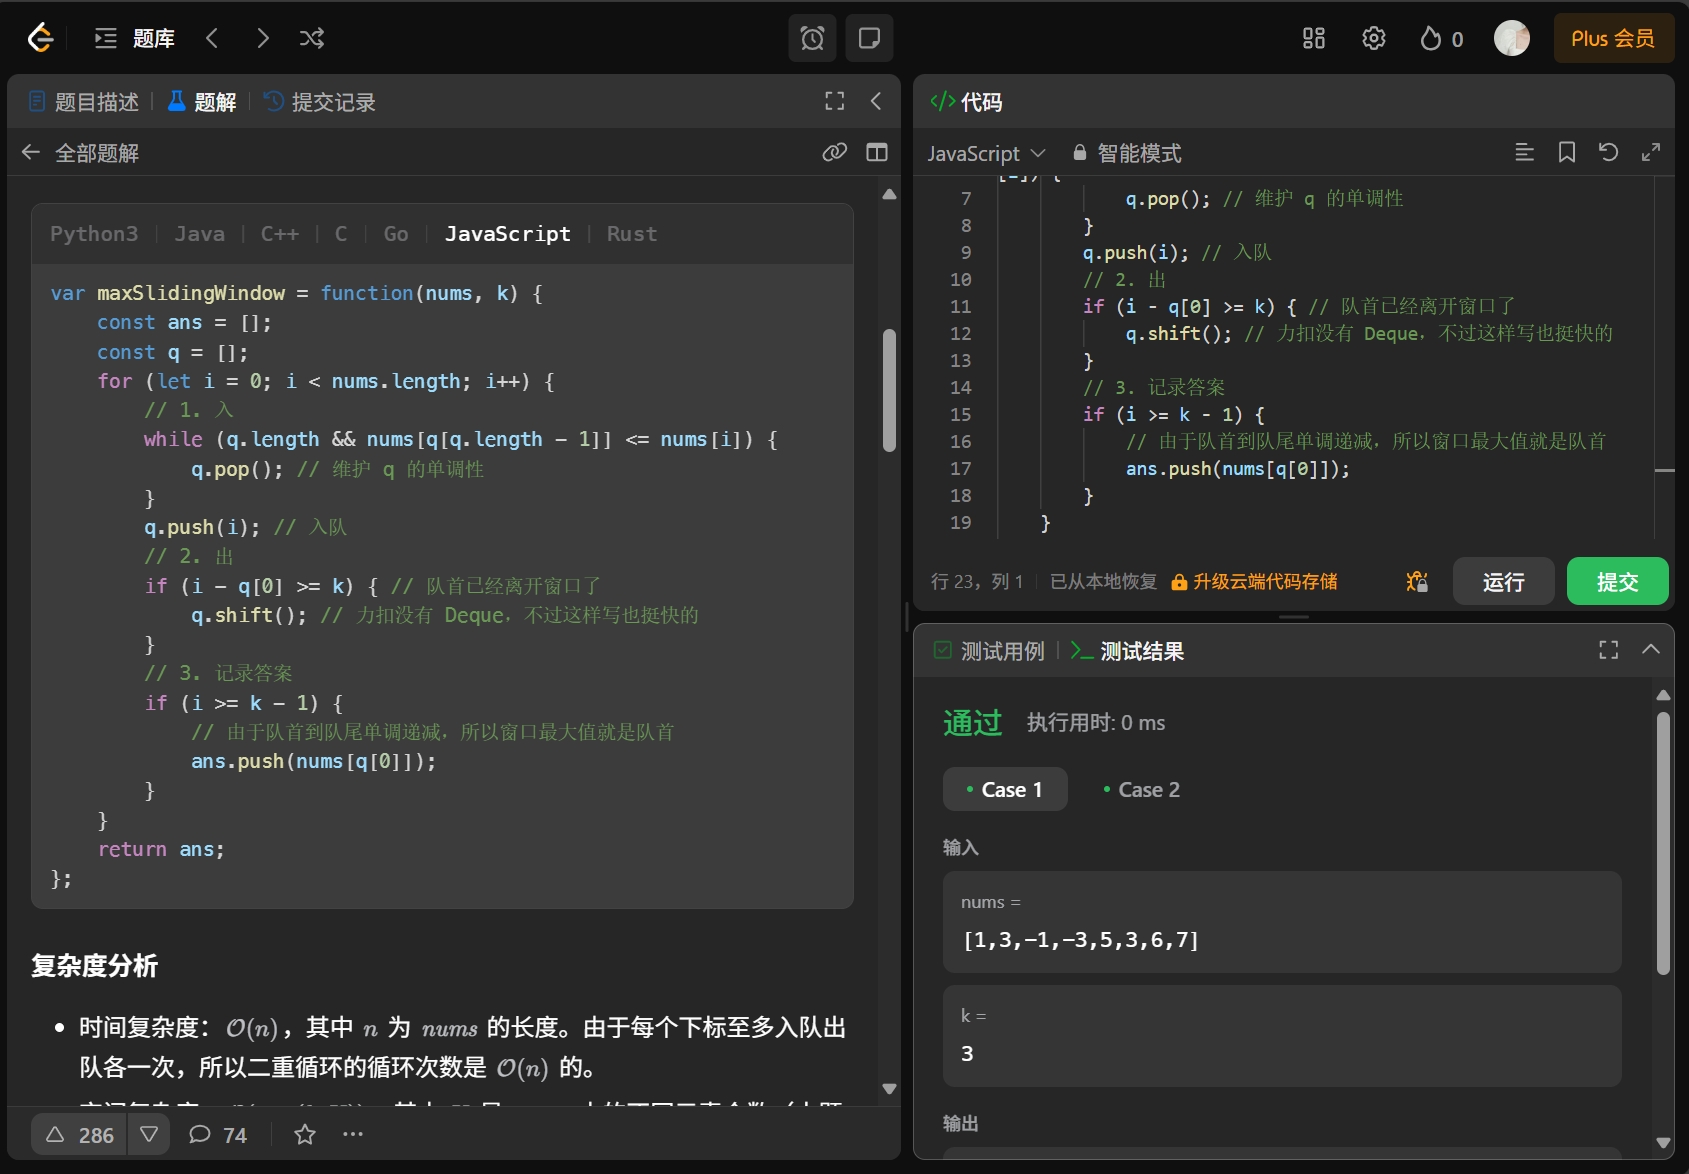 题库
0
Plus 会员
题目描述
题解
提交记录
全部题解
Python3 Java C++ C Go JavaScript Rust
var maxSlidingWindow = function(nums, k) {
    const ans = [];
    const q = [];
    for (let i = 0; i < nums.length; i++) {
        // 1. 入
        while (q.length && nums[q[q.length - 1]] <= nums[i]) {
            q.pop(); // 维护 q 的单调性
        }
        q.push(i); // 入队
        // 2. 出
        if (i - q[0] >= k) { // 队首已经离开窗口了
            q.shift(); // 力扣没有 Deque，不过这样写也挺快的
        }
        // 3. 记录答案
        if (i >= k - 1) {
            // 由于队首到队尾单调递减，所以窗口最大值就是队首
            ans.push(nums[q[0]]);
        }
    }
    return ans;
};
复杂度分析
• 时间复杂度：O(n)，其中 n 为 nums 的长度。由于每个下标至多入队出
队各一次，所以二重循环的循环次数是 O(n) 的。
286
74
</> 代码
JavaScript
智能模式
7 q.pop(); // 维护 q 的单调性
8 }
9 q.push(i); // 入队
10 // 2. 出
11 if (i - q[0] >= k) { // 队首已经离开窗口了
12 q.shift(); // 力扣没有 Deque，不过这样写也挺快的
13 }
14 // 3. 记录答案
15 if (i >= k - 1) {
16 // 由于队首到队尾单调递减，所以窗口最大值就是队首
17 ans.push(nums[q[0]]);
18 }
19 }
行 23，列 1
已从本地恢复
升级云端代码存储
运行
提交
测试用例
测试结果
通过
执行用时: 0 ms
Case 1
Case 2
输入
nums =
[1,3,-1,-3,5,3,6,7]
k =
3
输出